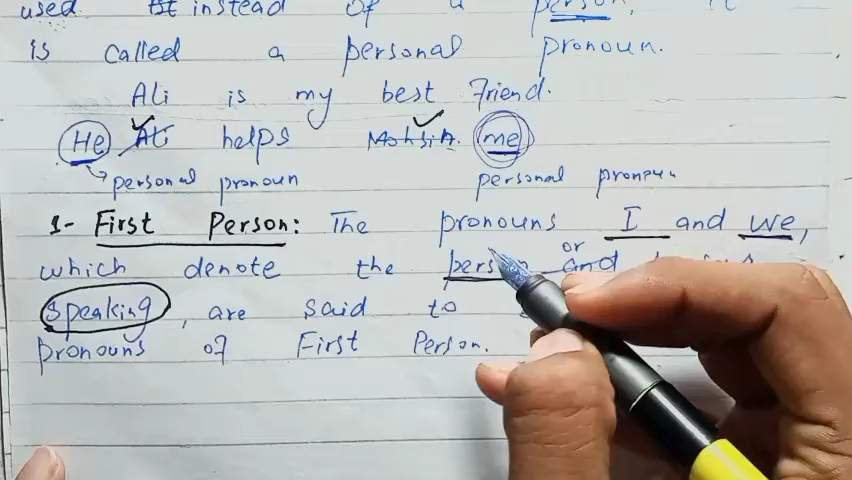 used instead of a person, it
is called a personal pronoun.
Ali is my best Friend.
He Ali helps Mohsin. me
personal pronoun personal pronoun
1- First Person: The pronouns I and we,
which denote the person or and
speaking, are said to
pronouns of First Person.